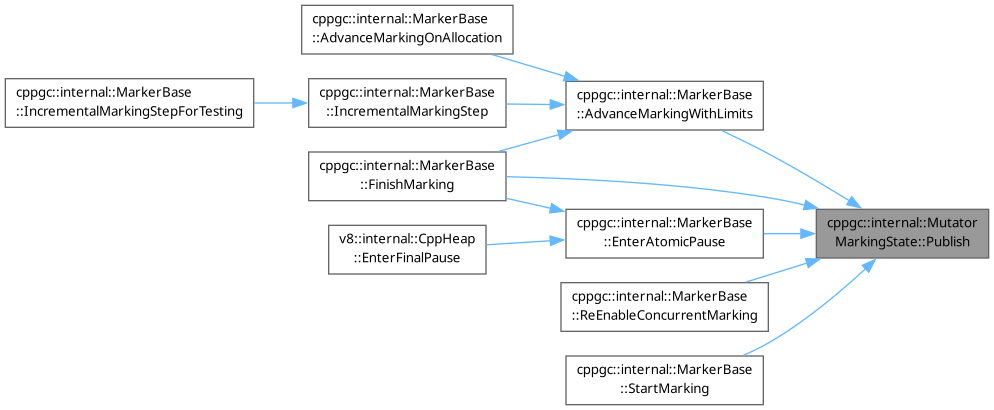 cppgc::internal::MarkerBase
::AdvanceMarkingOnAllocation
cppgc::internal::MarkerBase
::IncrementalMarkingStepForTesting
cppgc::internal::MarkerBase
::IncrementalMarkingStep
cppgc::internal::MarkerBase
::AdvanceMarkingWithLimits
cppgc::internal::MarkerBase
::FinishMarking
v8::internal::CppHeap
::EnterFinalPause
cppgc::internal::MarkerBase
::EnterAtomicPause
cppgc::internal::Mutator
MarkingState::Publish
cppgc::internal::MarkerBase
::ReEnableConcurrentMarking
cppgc::internal::MarkerBase
::StartMarking